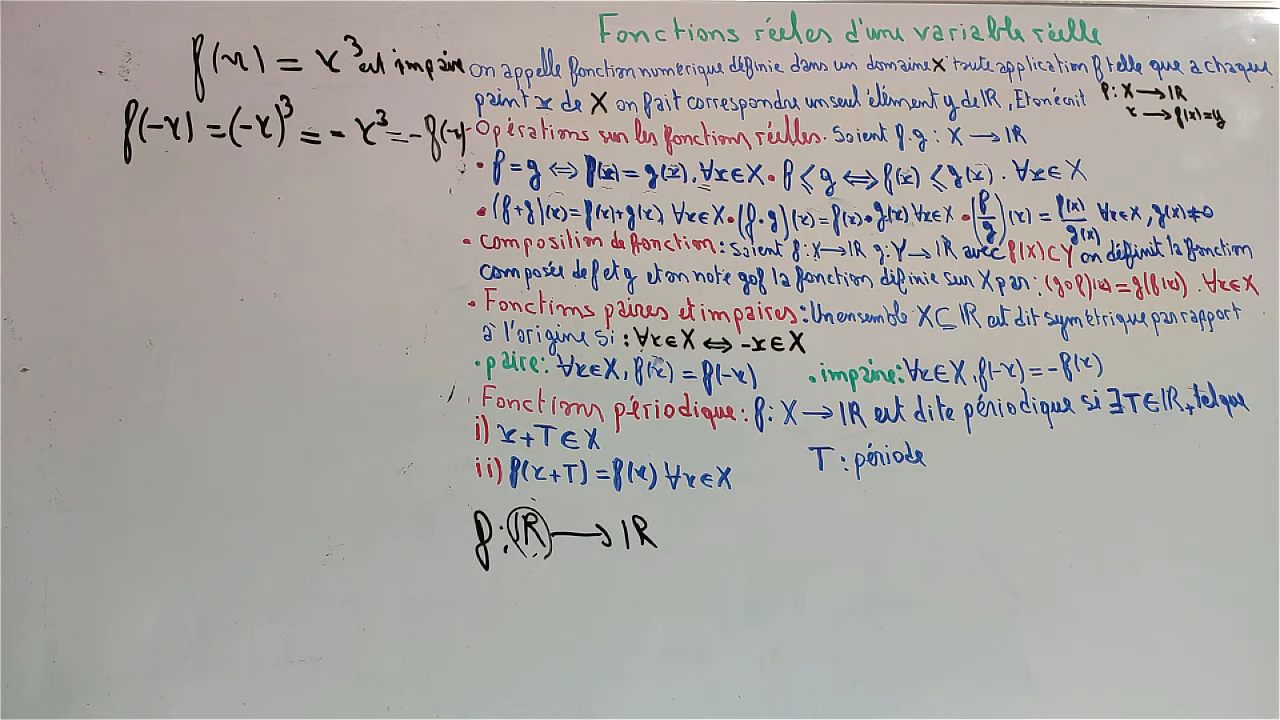 Fonctions réelles d'une variable réelle
f(x) = x³ est impaire
f(-x) = (-x)³ = - x³ = -f(x)
on appelle fonction numérique définie dans un domaine X toute application f telle que a chaque
point x de X on fait correspondre un seul élément y de IR, Et on écrit f: X → IR
x → f(x)=y
- Opérations sur les fonctions réelles. Soient f.g : X → IR
• f = g ⇔ f(x) = g(x). ∀x∈X • f ≤ g ⇔ f(x) ≤ g(x). ∀x∈X
• (f+g)(x)=f(x)+g(x), ∀x∈X • (f·g)(x)=f(x)•g(x) ∀x∈X • (f/g)(x) = f(x)/g(x) ∀x∈X, g(x)≠0
• composition de fonction : Soient f: X→IR g: Y→IR avec f(X)⊂Y on définit la fonction
composée de f et g et on note gof la fonction définie sur X par : (gof)(x)=g(f(x)). ∀x∈X
• Fonctions paires et impaires : Un ensemble X⊆IR est dit symétrique par rapport
à l'origine si : ∀x∈X ⇔ -x∈X
• paire: ∀x∈X, f(x) = f(-x) • impaire: ∀x∈X, f(-x) = -f(x)
. Fonctions périodique: f: X → IR est dite périodique si ∃T∈IR₊ tel que
i) x+T∈X
T : période
ii) f(x+T) = f(x) ∀x∈X
f: IR → IR